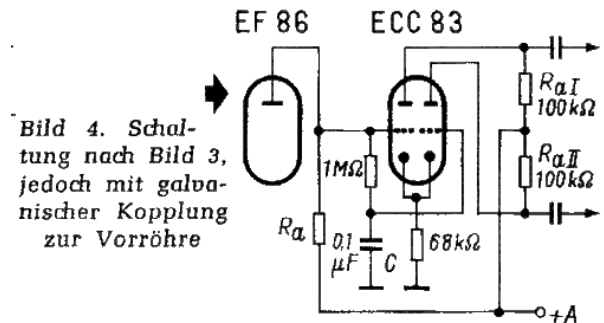 EF 86
ECC 83
Bild 4. Schal-
tung nach Bild 3,
jedoch mit galva-
nischer Kopplung
zur Vorröhre
1MΩ
Ra
0,1
μF
C
68kΩ
RaI
100kΩ
RaII
100kΩ
+A